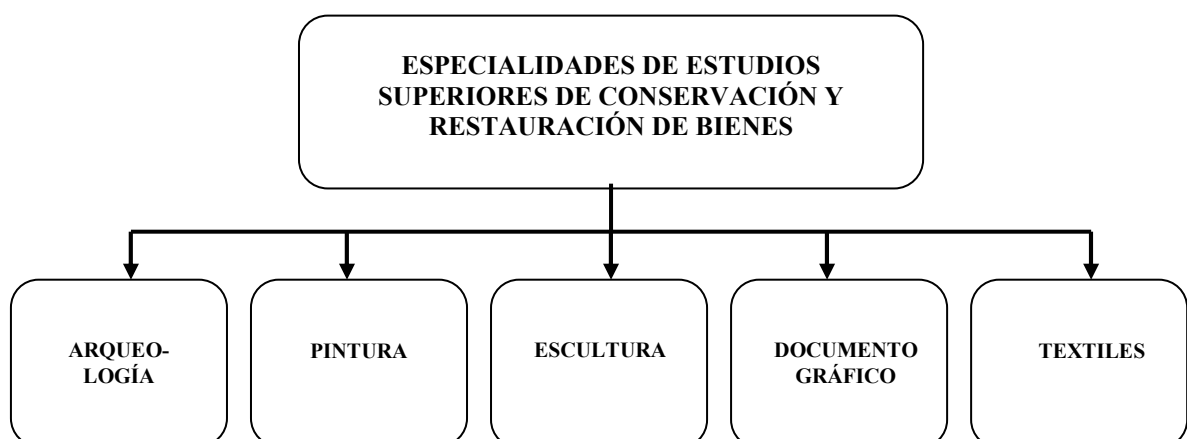 ESPECIALIDADES DE ESTUDIOS
SUPERIORES DE CONSERVACIÓN Y
RESTAURACIÓN DE BIENES
ARQUEO-
LOGÍA
PINTURA
ESCULTURA
DOCUMENTO
GRÁFICO
TEXTILES